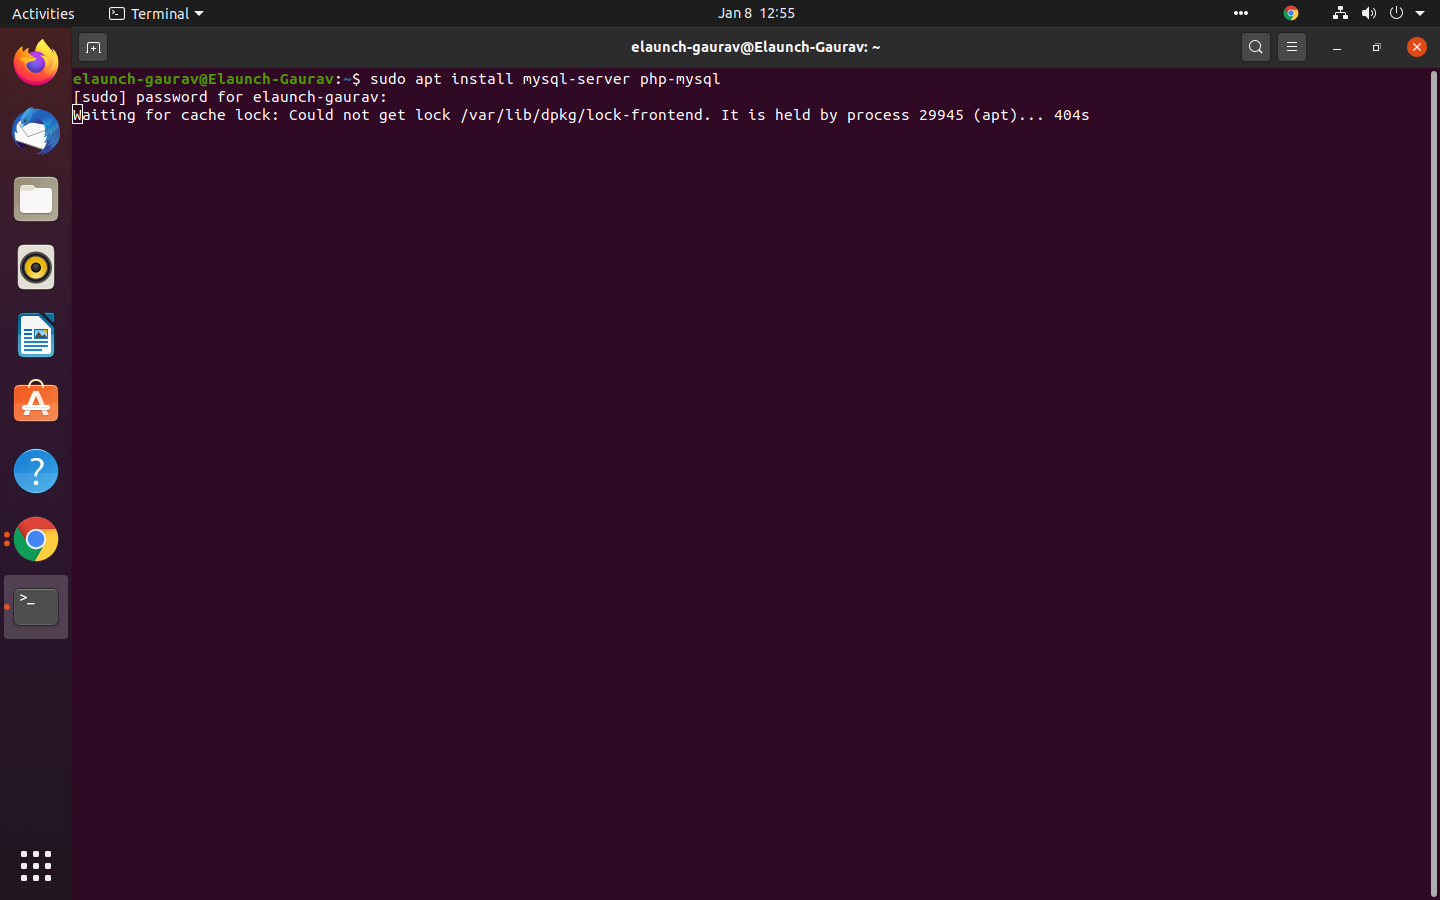 Activities Terminal Jan 8 12:55
elaunch-gaurav@Elaunch-Gaurav: ~
elaunch-gaurav@Elaunch-Gaurav:~$ sudo apt install mysql-server php-mysql
[sudo] password for elaunch-gaurav:
Waiting for cache lock: Could not get lock /var/lib/dpkg/lock-frontend. It is held by process 29945 (apt)... 404s